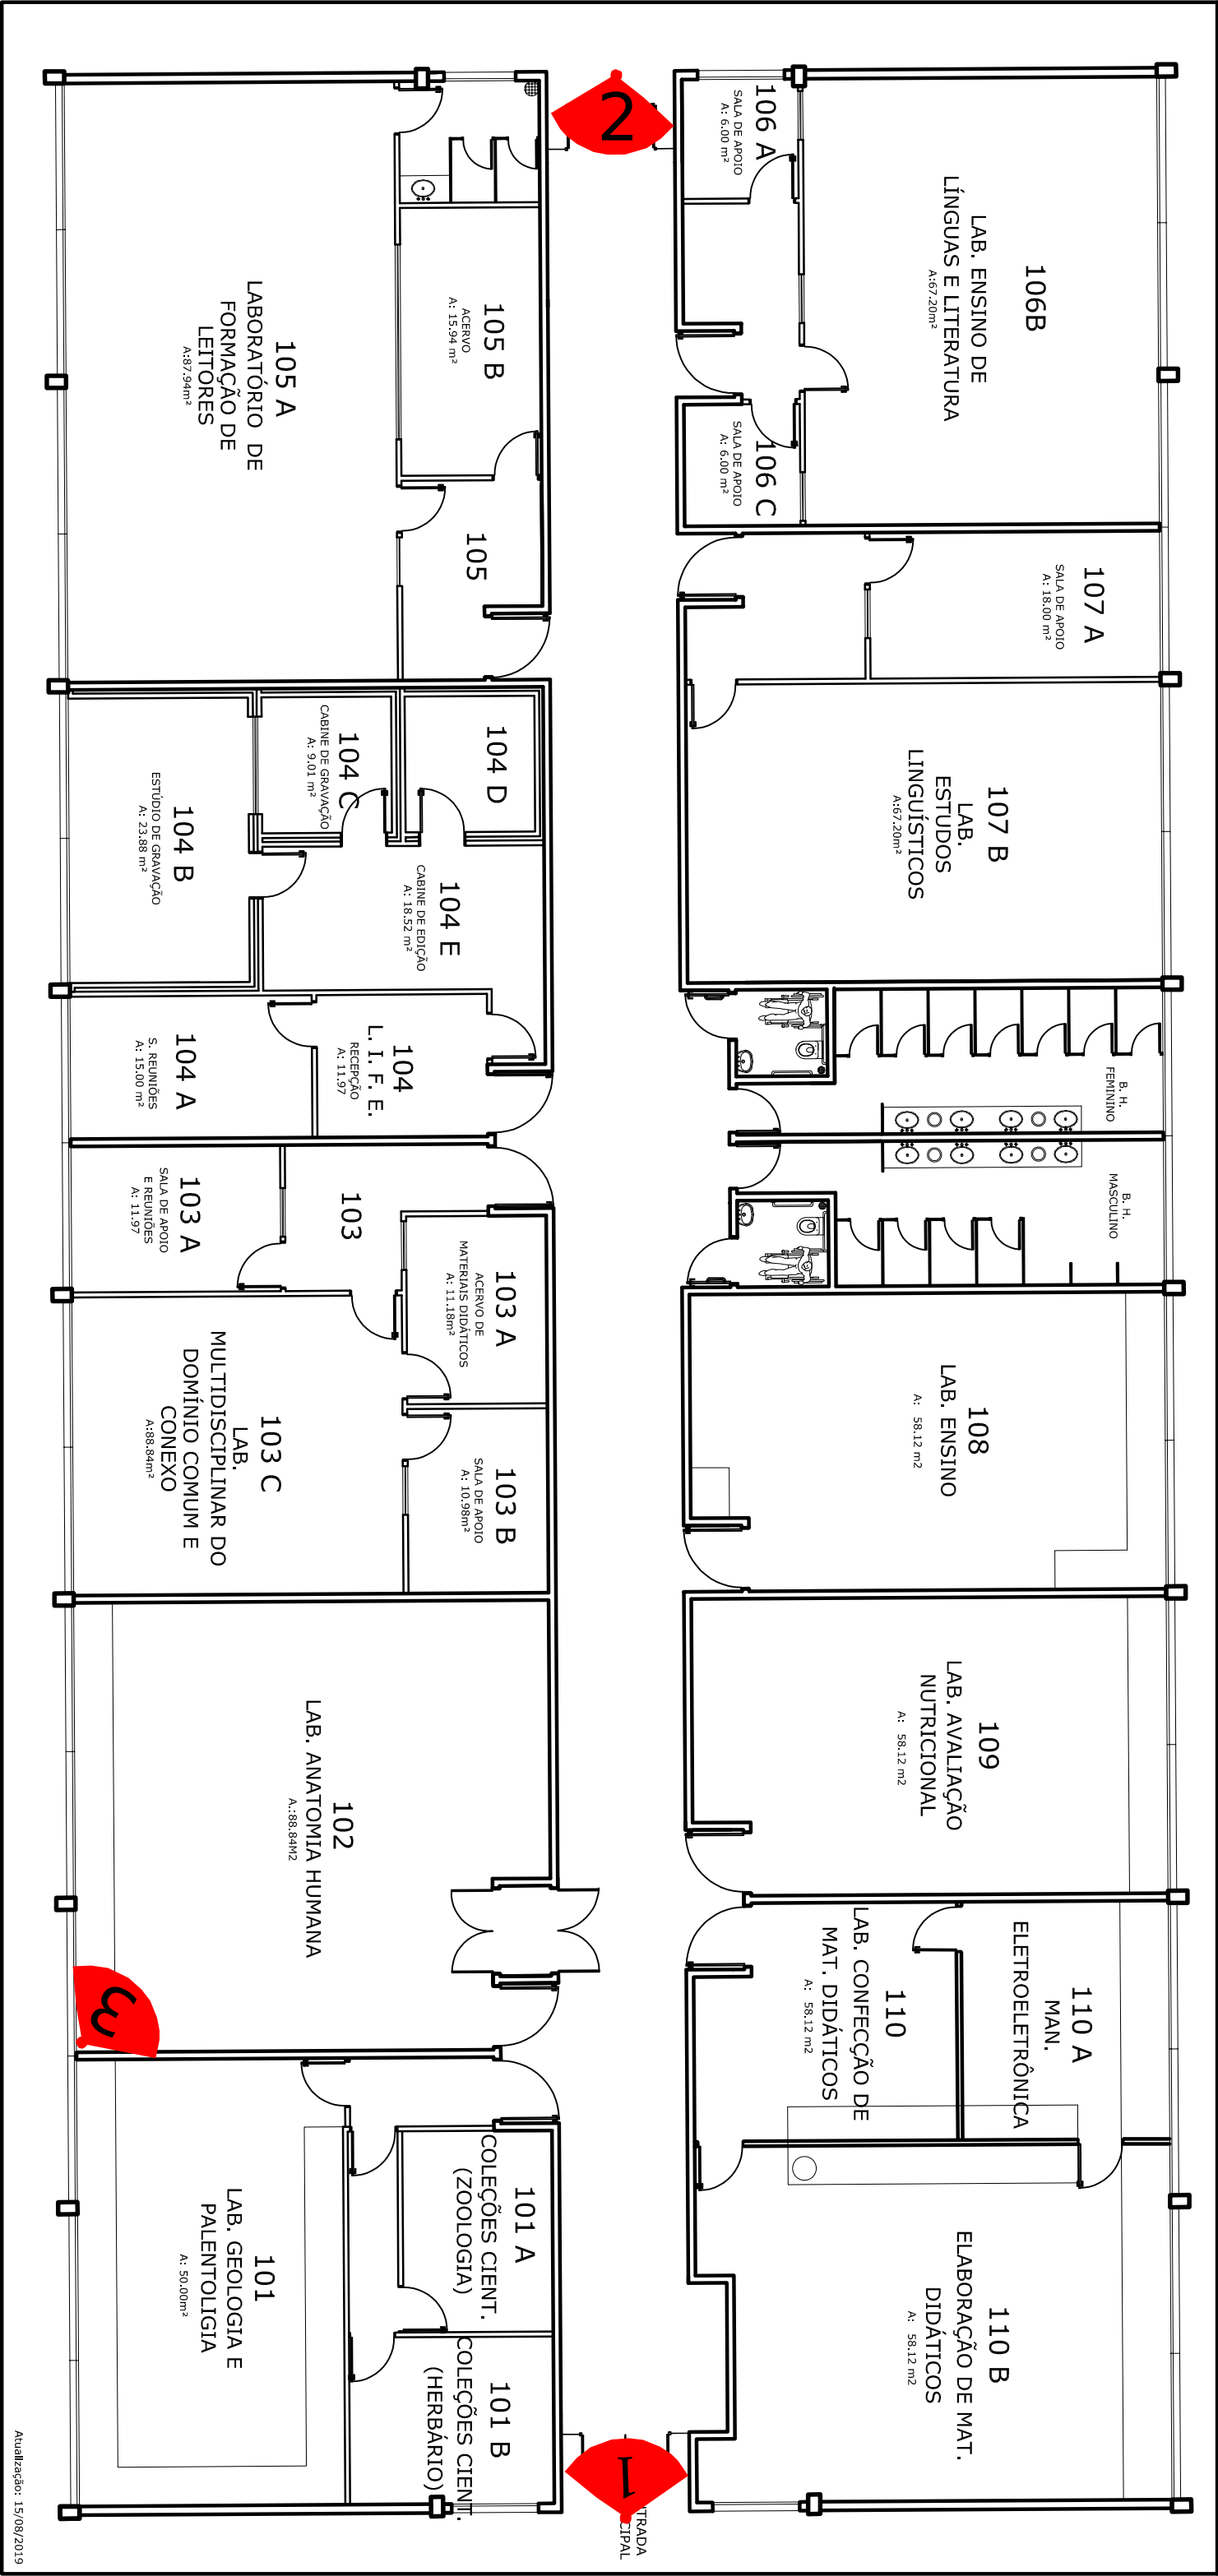 106 A
SALA DE APOIO
A: 6.00 m²
106B
LAB. ENSINO DE
LÍNGUAS E LITERATURA
A:67.20m²
106 C
SALA DE APOIO
A: 6.00 m²
107 A
SALA DE APOIO
A: 18.00 m²
107 B
LAB.
ESTUDOS
LINGUÍSTICOS
A:67.20m²
B. H.
FEMININO
B. H.
MASCULINO
108
LAB. ENSINO
A: 58.12 m2
109
LAB. AVALIAÇÃO
NUTRICIONAL
A: 58.12 m2
110
LAB. CONFECÇÃO DE
MAT. DIDÁTICOS
A: 58.12 m2
110 A
MAN.
ELETROELETRÔNICA
110 B
ELABORAÇÃO DE MAT.
DIDÁTICOS
A: 58.12 m2
2
105 B
ACERVO
A: 15.94 m²
105 A
LABORATÓRIO DE
FORMAÇÃO DE
LEITORES
A:87.94m²
105
104 D
104 C
CABINE DE GRAVAÇÃO
A: 9.01 m²
104 B
ESTÚDIO DE GRAVAÇÃO
A: 23.88 m²
104 E
CABINE DE EDIÇÃO
A: 18.52 m²
104
L. I. F. E.
RECEPÇÃO
A: 11.97
104 A
S. REUNIÕES
A: 15.00 m²
103
103 A
SALA DE APOIO
E REUNIÕES
A: 11.97
103 A
ACERVO DE
MATERIAIS DIDÁTICOS
A: 11.18m²
103 B
SALA DE APOIO
A: 10.98m²
103 C
LAB.
MULTIDISCIPLINAR DO
DOMÍNIO COMUM E
CONEXO
A:88.84m²
102
LAB. ANATOMIA HUMANA
A.:88.84M2
3
101 A
COLEÇÕES CIENT.
(ZOOLOGIA)
101
LAB. GEOLOGIA E
PALENTOLIGIA
A: 50.00m²
101 B
COLEÇÕES CIENT.
(HERBÁRIO)
1
TRADA
CIPAL
Atualização: 15/08/2019